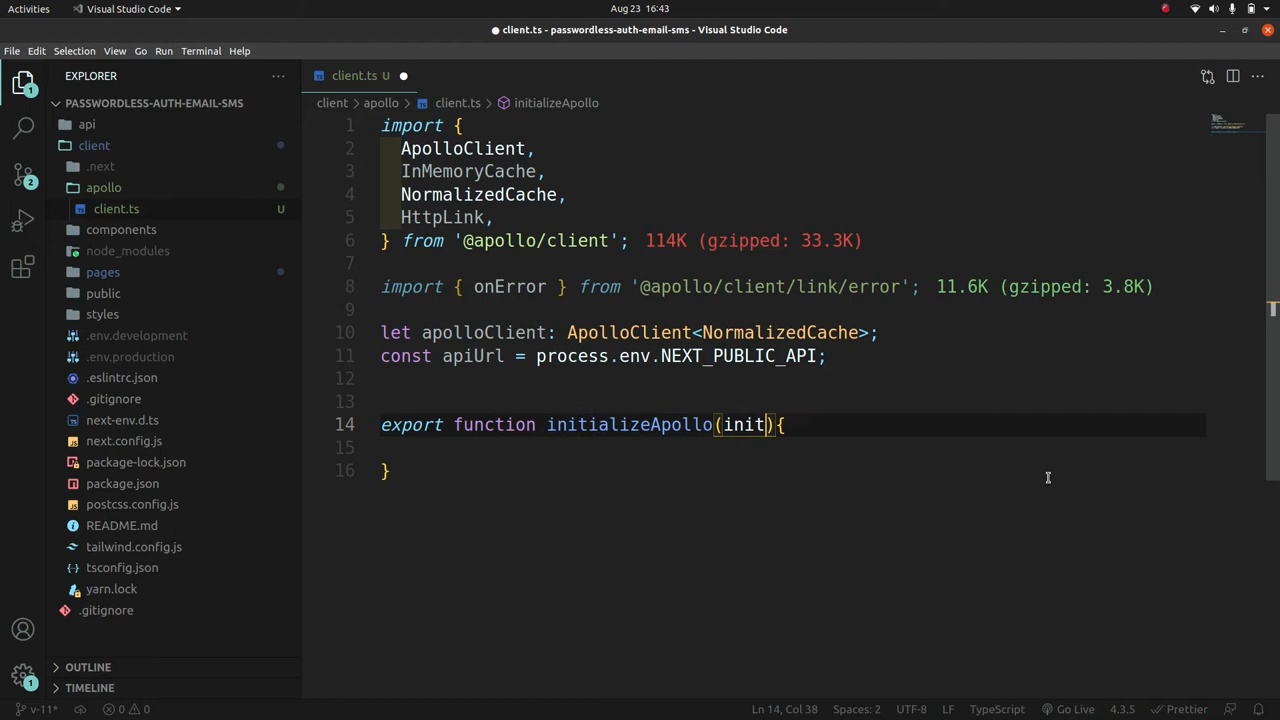 Activities
Visual Studio Code
Aug 23 16:43
● client.ts - passwordless-auth-email-sms - Visual Studio Code
File Edit Selection View Go Run Terminal Help
EXPLORER
PASSWORDLESS-AUTH-EMAIL-SMS
api
client
.next
apollo
client.ts U
components
node_modules
pages
public
styles
.env.development
.env.production
.eslintrc.json
.gitignore
next-env.d.ts
next.config.js
package-lock.json
package.json
postcss.config.js
README.md
tailwind.config.js
tsconfig.json
yarn.lock
.gitignore
OUTLINE
TIMELINE
1
2
1
client.ts U
client > apollo > client.ts > initializeApollo
1 import {
2 ApolloClient,
3 InMemoryCache,
4 NormalizedCache,
5 HttpLink,
6 } from '@apollo/client'; 114K (gzipped: 33.3K)
7
8 import { onError } from '@apollo/client/link/error'; 11.6K (gzipped: 3.8K)
9
10 let apolloClient: ApolloClient<NormalizedCache>;
11 const apiUrl = process.env.NEXT_PUBLIC_API;
12
13
14 export function initializeApollo(init){
15
16 }
v-11* 0 0
Ln 14, Col 38 Spaces: 2 UTF-8 LF TypeScript Go Live 4.3.5 Prettier